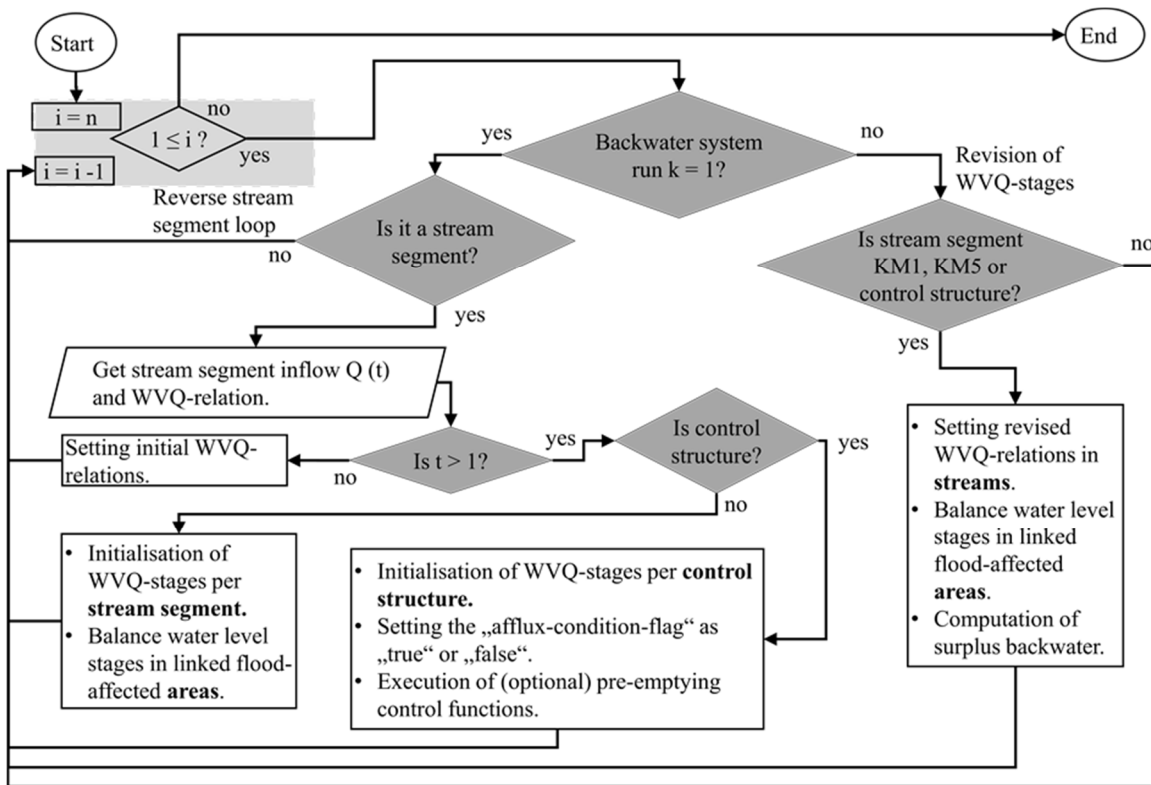 Start
End
i = n
1 ≤ i ?
no
yes
i = i -1
Reverse stream
segment loop
Backwater system
run k = 1?
yes
no
Revision of
WVQ-stages
Is it a stream
segment?
no
yes
Is stream segment
KM1, KM5 or
control structure?
no
yes
Get stream segment inflow Q (t)
and WVQ-relation.
Is t > 1?
no
yes
Setting initial WVQ-
relations.
Is control
structure?
yes
no
• Initialisation of
WVQ-stages per
stream segment.
• Balance water level
stages in linked flood-
affected areas.
• Initialisation of WVQ-stages per control
structure.
• Setting the „afflux-condition-flag“ as
„true“ or „false“.
• Execution of (optional) pre-emptying
control functions.
• Setting revised
WVQ-relations in
streams.
• Balance water level
stages in linked
flood-affected
areas.
• Computation of
surplus backwater.